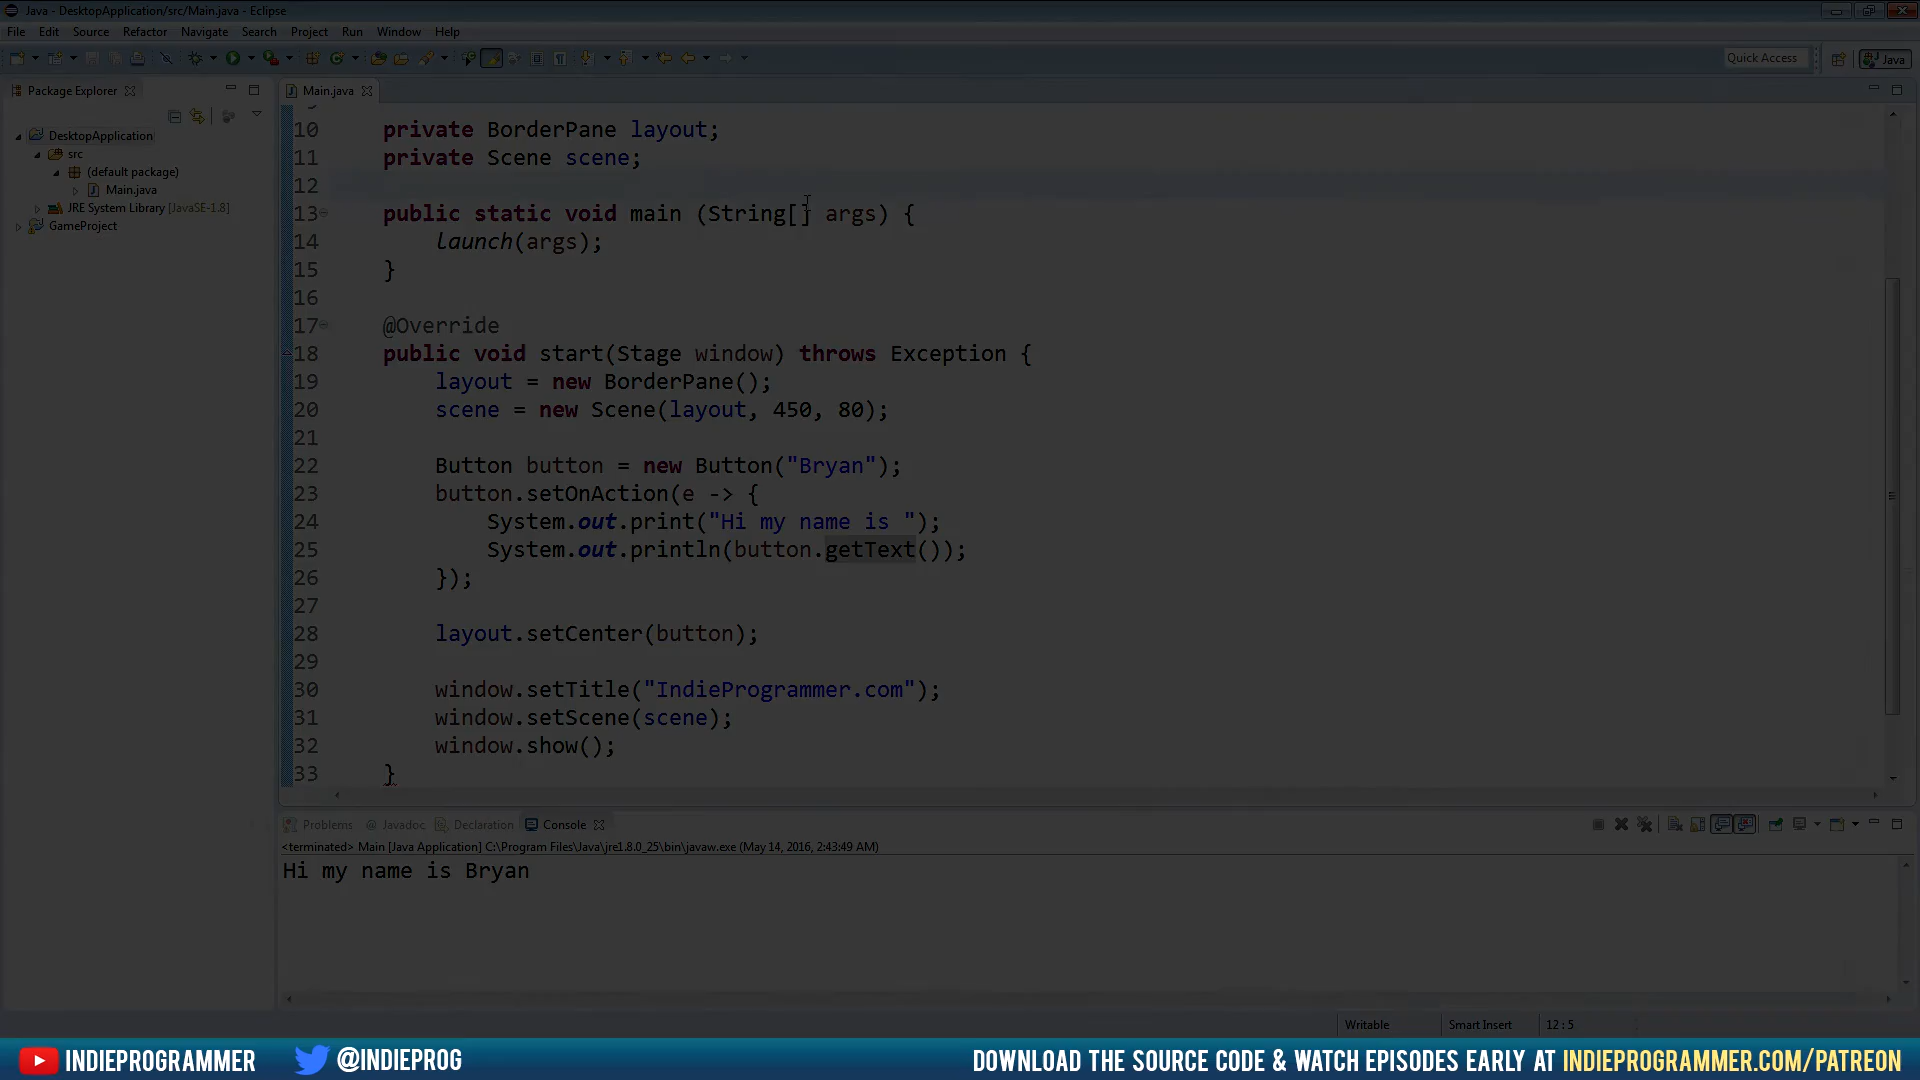 Java - DesktopApplication/src/Main.java - Eclipse
File Edit Source Refactor Navigate Search Project Run Window Help
Quick Access
Java
Package Explorer
Main.java
DesktopApplication
src
(default package)
Main.java
JRE System Library [JavaSE-1.8]
GameProject
10 private BorderPane layout;
11 private Scene scene;
12
13 public static void main (String[] args) {
14 launch(args);
15 }
16
17 @Override
18 public void start(Stage window) throws Exception {
19 layout = new BorderPane();
20 scene = new Scene(layout, 450, 80);
21
22 Button button = new Button("Bryan");
23 button.setOnAction(e -> {
24 System.out.print("Hi my name is ");
25 System.out.println(button.getText());
26 });
27
28 layout.setCenter(button);
29
30 window.setTitle("IndieProgrammer.com");
31 window.setScene(scene);
32 window.show();
33 }
Problems @ Javadoc Declaration Console
<terminated> Main [Java Application] C:\Program Files\Java\jre1.8.0_25\bin\javaw.exe (May 14, 2016, 2:43:49 AM)
Hi my name is Bryan
Writable Smart Insert 12 : 5
INDIEPROGRAMMER @INDIEPROG DOWNLOAD THE SOURCE CODE & WATCH EPISODES EARLY AT INDIEPROGRAMMER.COM/PATREON